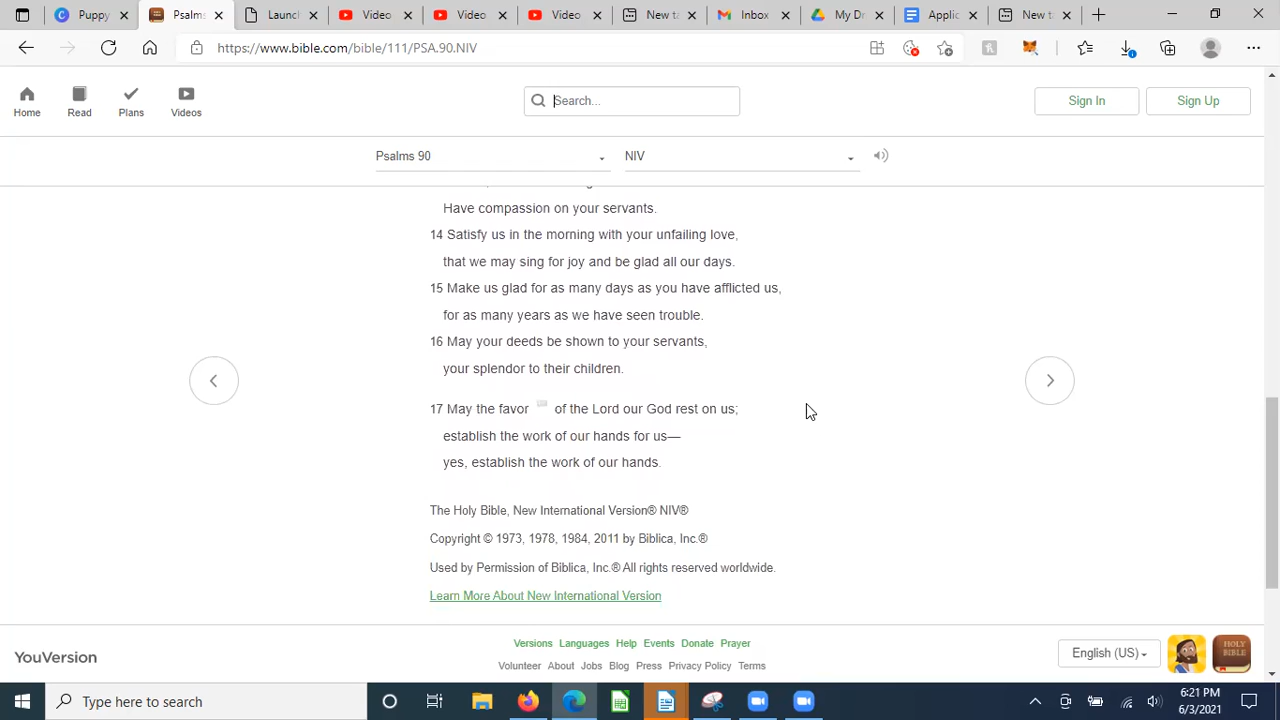 Puppy
Psalms
Launch
Video
Video
Video
New ta
Inbox
My Dr
Applic
New ta
https://www.bible.com/bible/111/PSA.90.NIV
Home
Read
Plans
Videos
Search...
Sign In
Sign Up
Psalms 90
NIV
Have compassion on your servants.
14 Satisfy us in the morning with your unfailing love,
that we may sing for joy and be glad all our days.
15 Make us glad for as many days as you have afflicted us,
for as many years as we have seen trouble.
16 May your deeds be shown to your servants,
your splendor to their children.
17 May the favor of the Lord our God rest on us;
establish the work of our hands for us—
yes, establish the work of our hands.
The Holy Bible, New International Version® NIV®
Copyright © 1973, 1978, 1984, 2011 by Biblica, Inc.®
Used by Permission of Biblica, Inc.® All rights reserved worldwide.
Learn More About New International Version
Versions Languages Help Events Donate Prayer
YouVersion
Volunteer About Jobs Blog Press Privacy Policy Terms
English (US)
HOLY BIBLE
Type here to search
6:21 PM
6/3/2021